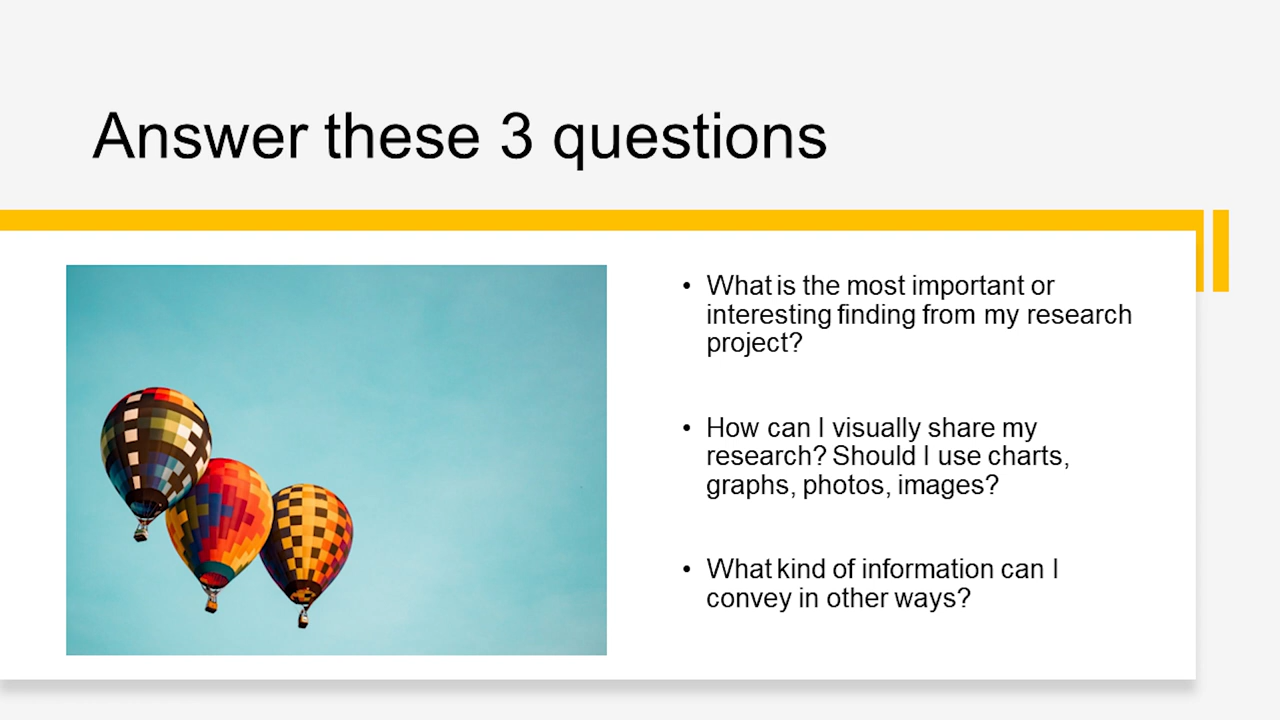 Answer these 3 questions
• What is the most important or
interesting finding from my research
project?
• How can I visually share my
research? Should I use charts,
graphs, photos, images?
• What kind of information can I
convey in other ways?